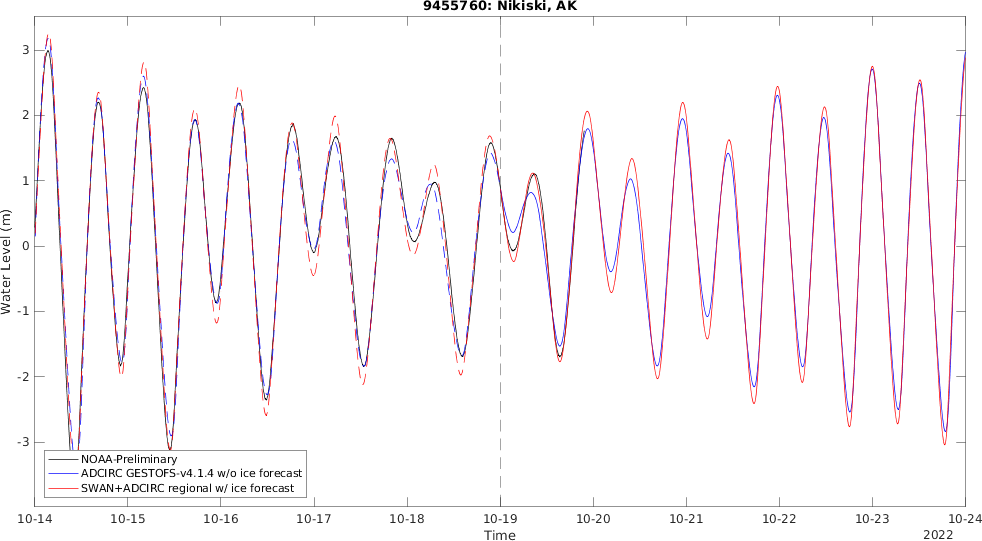 9455760: Nikiski, AK
Water Level (m)
3
2
1
0
-1
-2
-3
NOAA-Preliminary
ADCIRC GESTOFS-v4.1.4 w/o ice forecast
SWAN+ADCIRC regional w/ ice forecast
10-14 10-15 10-16 10-17 10-18 10-19 10-20 10-21 10-22 10-23 10-24
Time
2022